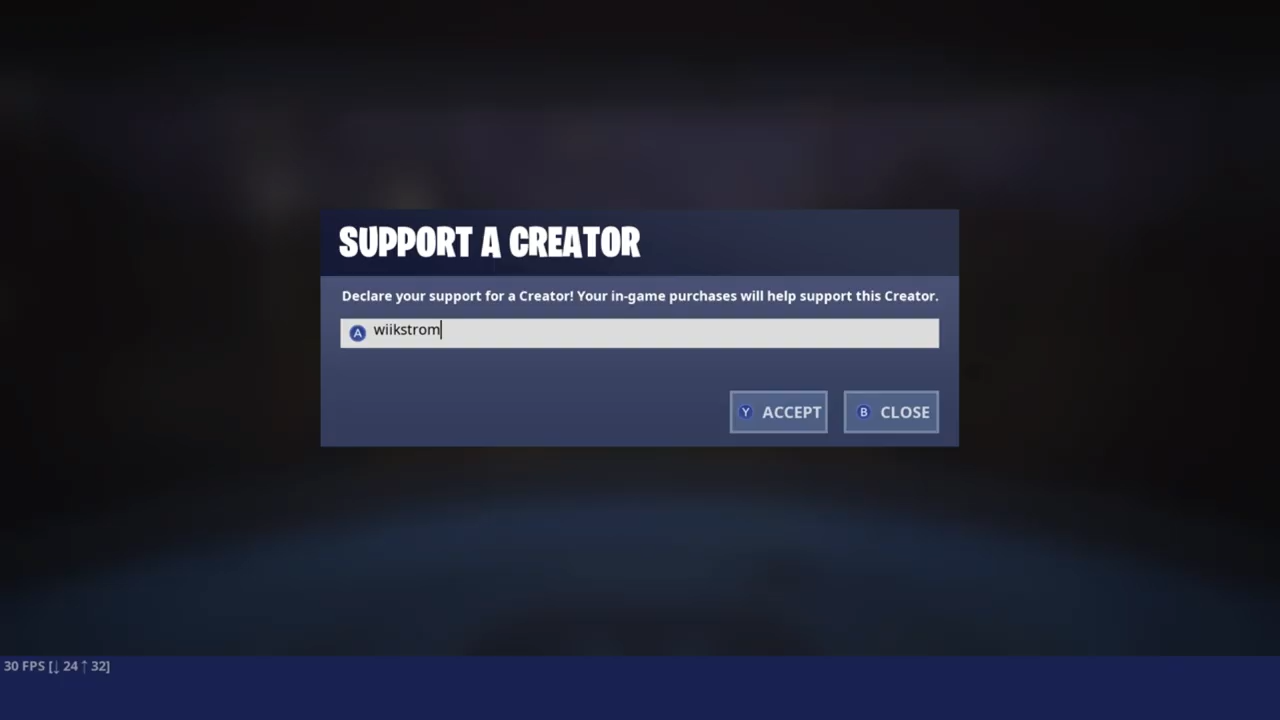 SUPPORT A CREATOR
Declare your support for a Creator! Your in-game purchases will help support this Creator.
A wiikstrom
Y ACCEPT B CLOSE
30 FPS [↓ 24 ↑ 32]